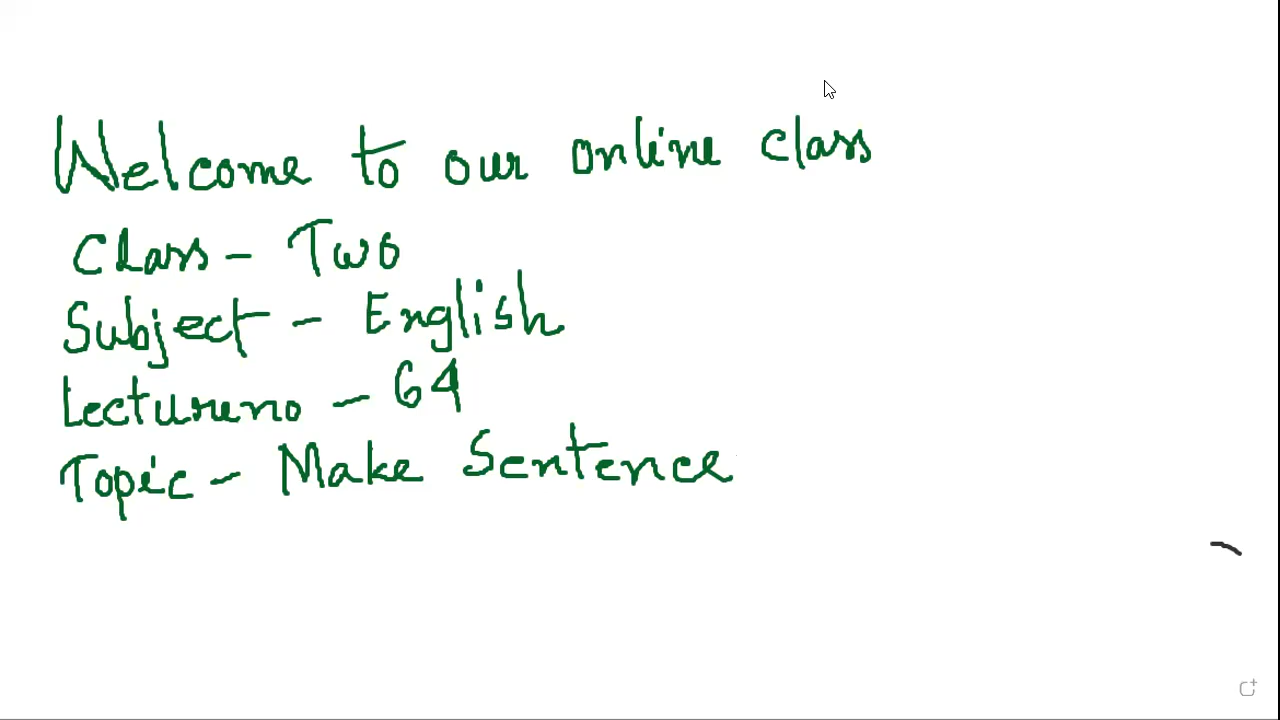 Welcome to our online class
Class - Two
Subject - English
Lectureno - 64
Topic - Make Sentence